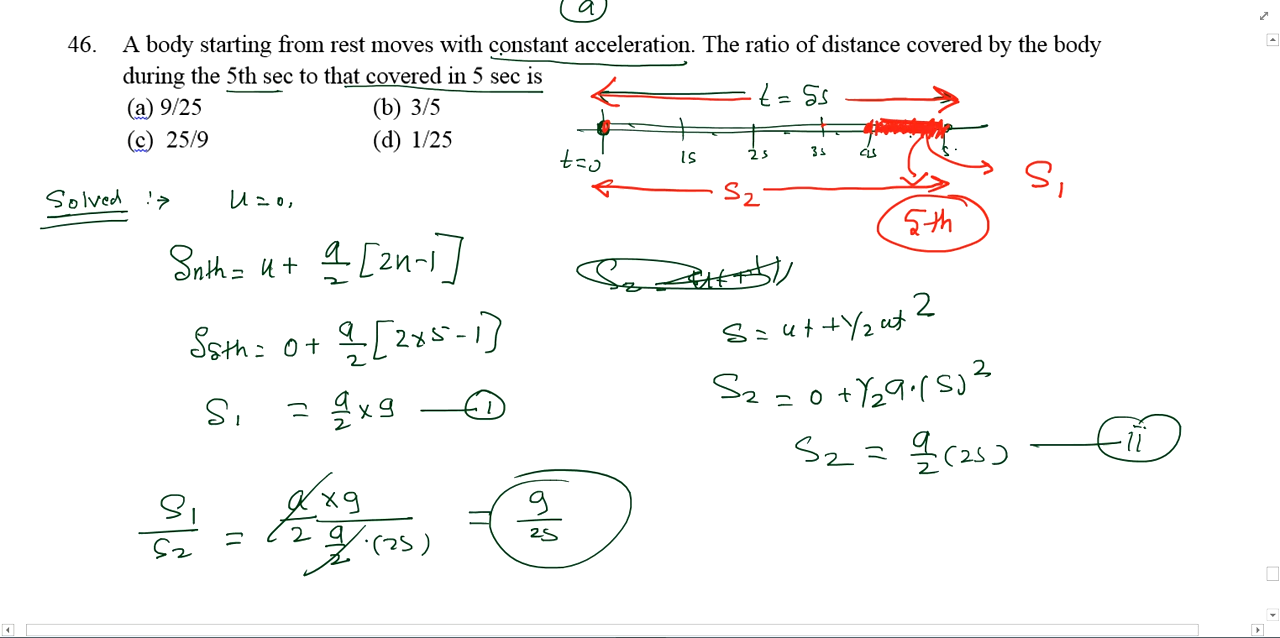 (a)
46. A body starting from rest moves with constant acceleration. The ratio of distance covered by the body
during the 5th sec to that covered in 5 sec is
(a) 9/25 (b) 3/5
(c) 25/9 (d) 1/25
t = 5s
t=0 1s 2s 3s 4s 5.
S2 S1
5th
Solved :→ u=0,
Snth = u + a/2 [2n-1]
S5th = 0 + a/2 [2x5-1]
S1 = a/2 x 9 — (i)
S = ut + 1/2 at^2
S2 = 0 + 1/2 a.(5)^2
S2 = a/2 (25) — (ii)
S1/S2 = a/2 x 9 / a/2 .(25) = 9/25